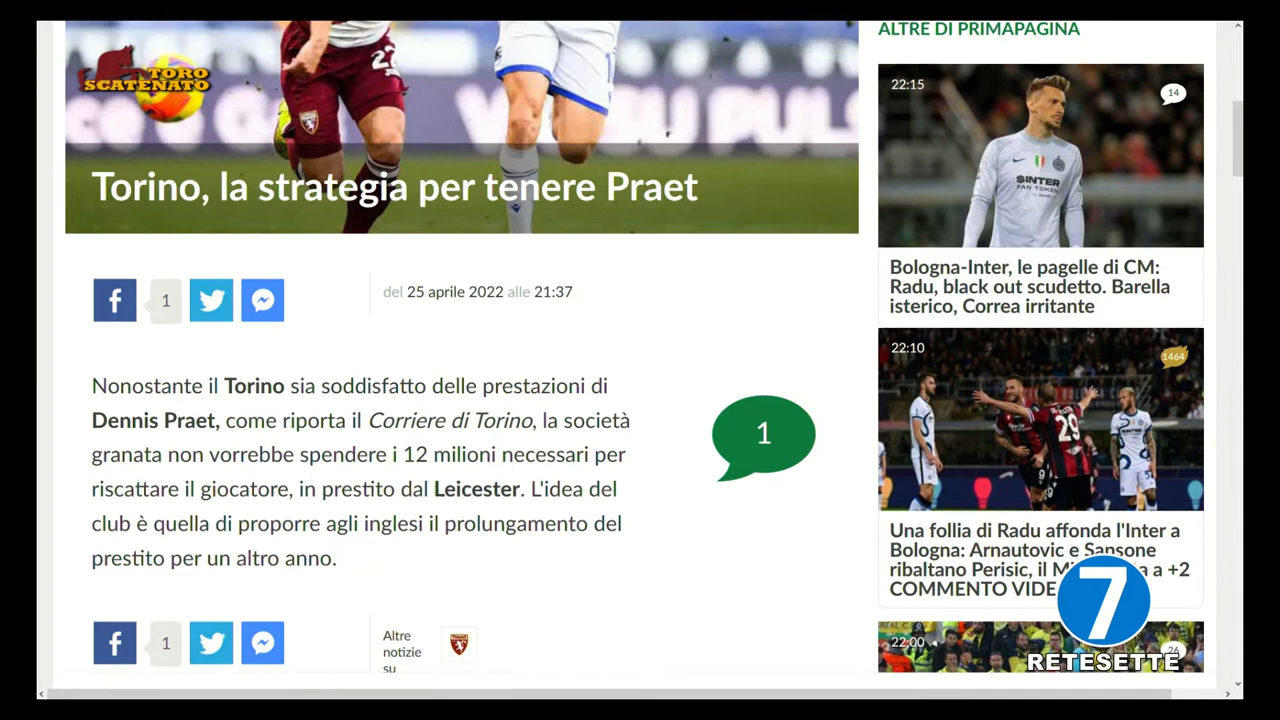 TORO
SCATENATO
22
Torino, la strategia per tenere Praet
1
del 25 aprile 2022 alle 21:37
Nonostante il Torino sia soddisfatto delle prestazioni di
Dennis Praet, come riporta il Corriere di Torino, la società
granata non vorrebbe spendere i 12 milioni necessari per
riscattare il giocatore, in prestito dal Leicester. L'idea del
club è quella di proporre agli inglesi il prolungamento del
prestito per un altro anno.
1
1
Altre
notizie
su
ALTRE DI PRIMAPAGINA
22:15
14
$INTER
FAN TOKEN
Bologna-Inter, le pagelle di CM:
Radu, black out scudetto. Barella
isterico, Correa irritante
22:10
1464
29
9
Una follia di Radu affonda l'Inter a
Bologna: Arnautovic e Sansone
ribaltano Perisic, il a +2
COMMENTO VIDE
22:00
26
7
RETESETTE